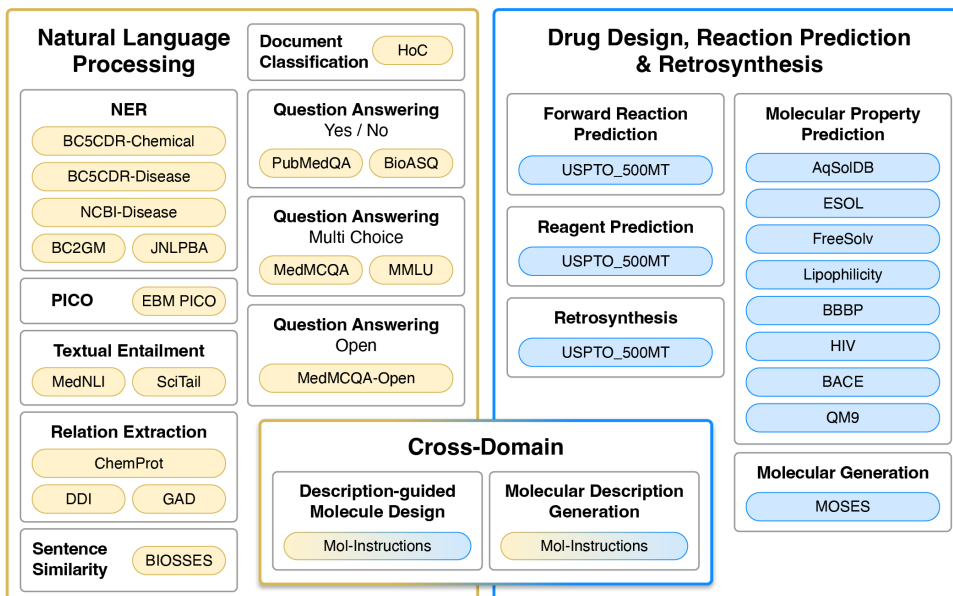 Natural Language
Processing
NER
BC5CDR-Chemical
BC5CDR-Disease
NCBI-Disease
BC2GM
JNLPBA
PICO
EBM PICO
Textual Entailment
MedNLI
SciTail
Relation Extraction
ChemProt
DDI
GAD
Sentence
Similarity
BIOSSES
Document
Classification
HoC
Question Answering
Yes / No
PubMedQA
BioASQ
Question Answering
Multi Choice
MedMCQA
MMLU
Question Answering
Open
MedMCQA-Open
Drug Design, Reaction Prediction
& Retrosynthesis
Forward Reaction
Prediction
USPTO_500MT
Reagent Prediction
USPTO_500MT
Retrosynthesis
USPTO_500MT
Molecular Property
Prediction
AqSolDB
ESOL
FreeSolv
Lipophilicity
BBBP
HIV
BACE
QM9
Molecular Generation
MOSES
Cross-Domain
Description-guided
Molecule Design
Mol-Instructions
Molecular Description
Generation
Mol-Instructions